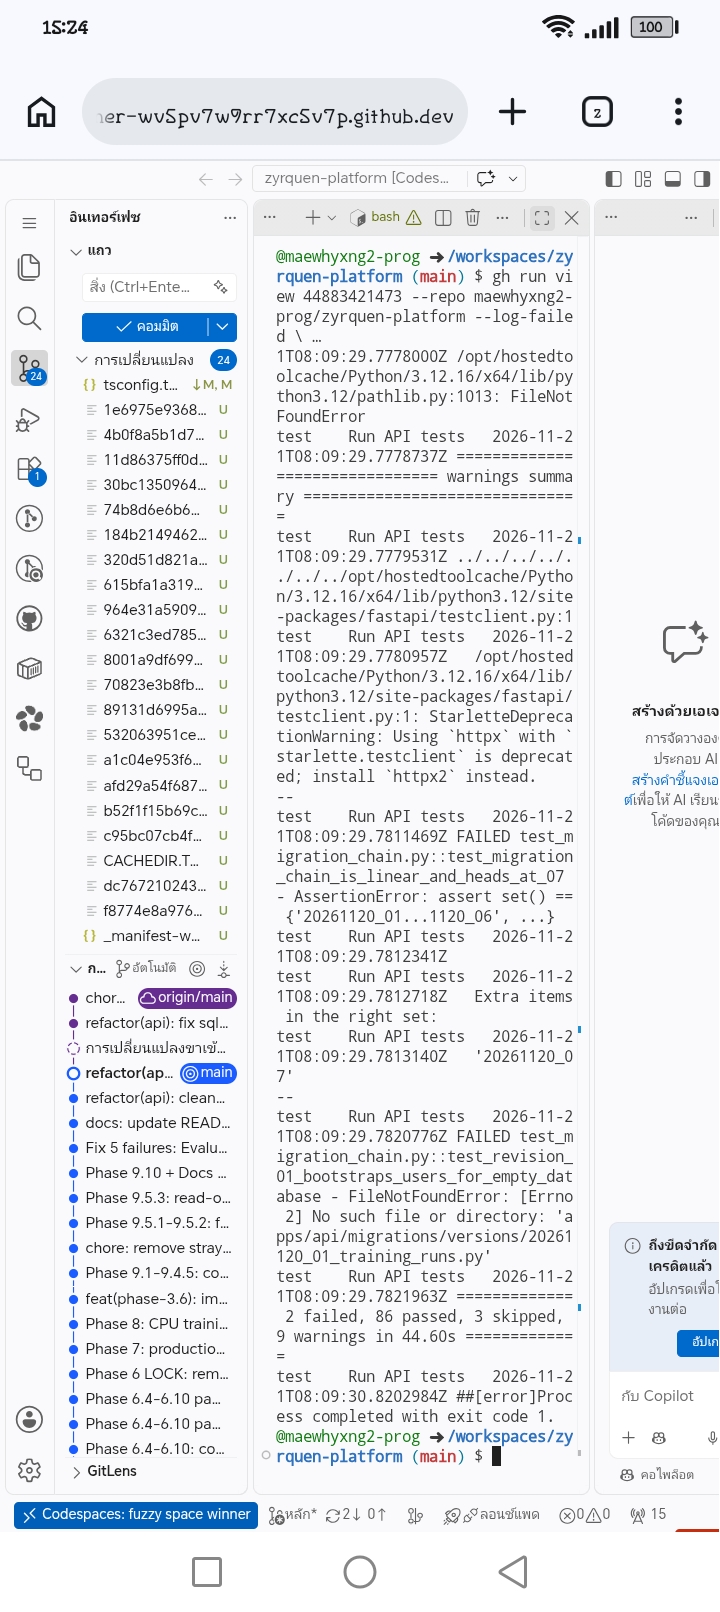 15:24
100
ner-wv5pv7w9rr7xc5v7p.github.dev
2
zyrquen-platform [Codes...
อินเทอร์เฟซ
แถว
สิ่ง (Ctrl+Ente...
คอมมิต
การเปลี่ยนแปลง 24
24
1
tsconfig.t... ↓M, M
1e6975e9368... U
4b0f8a5b1d7... U
11d86375ff0d... U
30bc1350964... U
74b8d6e6b6... U
184b2149462... U
320d51d821a... U
615bfa1a319... U
964e31a5909... U
6321c3ed785... U
8001a9df699... U
70823e3b8fb... U
89131d6995a... U
532063951ce... U
a1c04e953f6... U
afd29a54f687... U
b52f1f15b69c... U
c95bc07cb4f... U
CACHEDIR.T... U
dc767210243... U
f8774e8a976... U
_manifest-w... U
ก... อัตโนมัติ
chor... origin/main
refactor(api): fix sql...
การเปลี่ยนแปลงขาเข้...
refactor(ap... main
refactor(api): clean...
docs: update READ...
Fix 5 failures: Evalu...
Phase 9.10 + Docs ...
Phase 9.5.3: read-o...
Phase 9.5.1-9.5.2: f...
chore: remove stray...
Phase 9.1-9.4.5: co...
feat(phase-3.6): im...
Phase 8: CPU traini...
Phase 7: productio...
Phase 6 LOCK: rem...
Phase 6.4-6.10 pa...
Phase 6.4-6.10 pa...
Phase 6.4-6.10: co...
GitLens
bash
@maewhyxng2-prog ➜ /workspaces/zy
rquen-platform (main) $ gh run vi
ew 44883421473 --repo maewhyxng2-
prog/zyrquen-platform --log-faile
d \ …
1T08:09:29.7778000Z /opt/hostedto
olcache/Python/3.12.16/x64/lib/py
thon3.12/pathlib.py:1013: FileNot
FoundError
test    Run API tests   2026-11-2
1T08:09:29.7778737Z =============
================== warnings summa
ry ==============================
=
test    Run API tests   2026-11-2
1T08:09:29.7779531Z ../../../../.
./../../opt/hostedtoolcache/Pytho
n/3.12.16/x64/lib/python3.12/site
-packages/fastapi/testclient.py:1
test    Run API tests   2026-11-2
1T08:09:29.7780957Z   /opt/hosted
toolcache/Python/3.12.16/x64/lib/
python3.12/site-packages/fastapi/
testclient.py:1: StarletteDepreca
tionWarning: Using `httpx` with `
starlette.testclient` is deprecat
ed; install `httpx2` instead.
--
test    Run API tests   2026-11-2
1T08:09:29.7811469Z FAILED test_m
igration_chain.py::test_migration
_chain_is_linear_and_heads_at_07
- AssertionError: assert set() ==
{'20261120_01...1120_06', ...}
test    Run API tests   2026-11-2
1T08:09:29.7812341Z
test    Run API tests   2026-11-2
1T08:09:29.7812718Z   Extra items
in the right set:
test    Run API tests   2026-11-2
1T08:09:29.7813140Z   '20261120_0
7'
--
test    Run API tests   2026-11-2
1T08:09:29.7820776Z FAILED test_m
igration_chain.py::test_revision_
01_bootstraps_users_for_empty_dat
abase - FileNotFoundError: [Errno
2] No such file or directory: 'a
pps/api/migrations/versions/20261
120_01_training_runs.py'
test    Run API tests   2026-11-2
1T08:09:29.7821963Z =============
2 failed, 86 passed, 3 skipped,
9 warnings in 44.60s ============
=
test    Run API tests   2026-11-2
1T08:09:30.8202984Z ##[error]Proc
ess completed with exit code 1.
@maewhyxng2-prog ➜ /workspaces/zy
rquen-platform (main) $
สร้างด้วยเอเจ
การจัดวางอง
ประกอบ AI
สร้างคำชี้แจงเอ
ต์เพื่อให้ AI เรียน
โค้ดของคุณ
ถึงขีดจำกัด
เครดิตแล้ว
อัปเกรดเพื่อใ
งานต่อ
อัปเก
กับ Copilot
คอไพล็อต
Codespaces: fuzzy space winner
หลัก*
2↓ 0↑
ลอนช์แพด
0 0
15